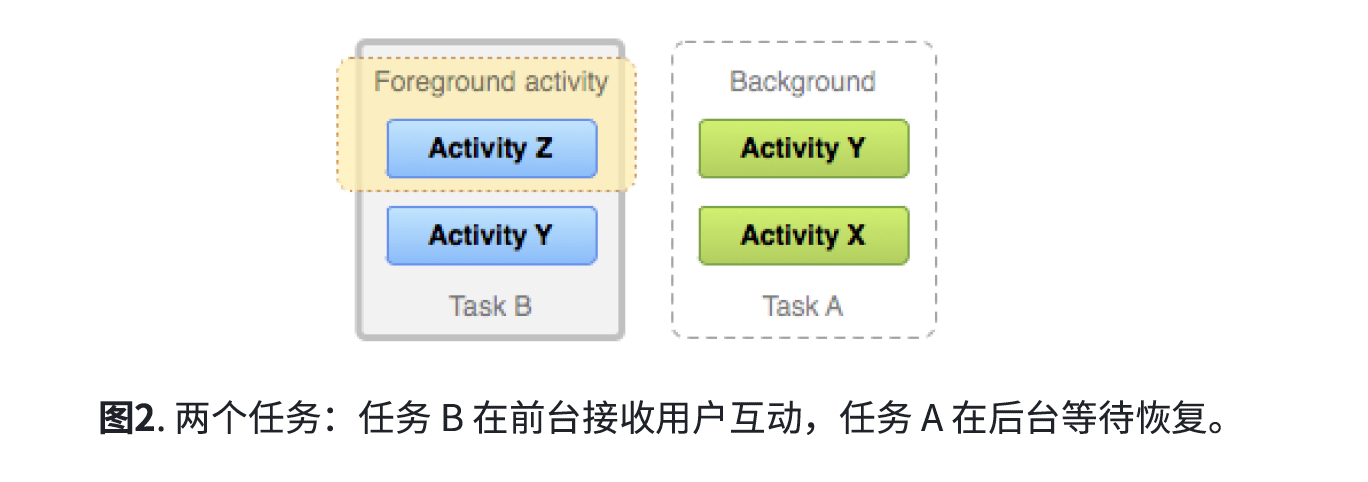 Foreground activity
Activity Z
Activity Y
Task B
Background
Activity Y
Activity X
Task A
图2. 两个任务：任务 B 在前台接收用户互动，任务 A 在后台等待恢复。